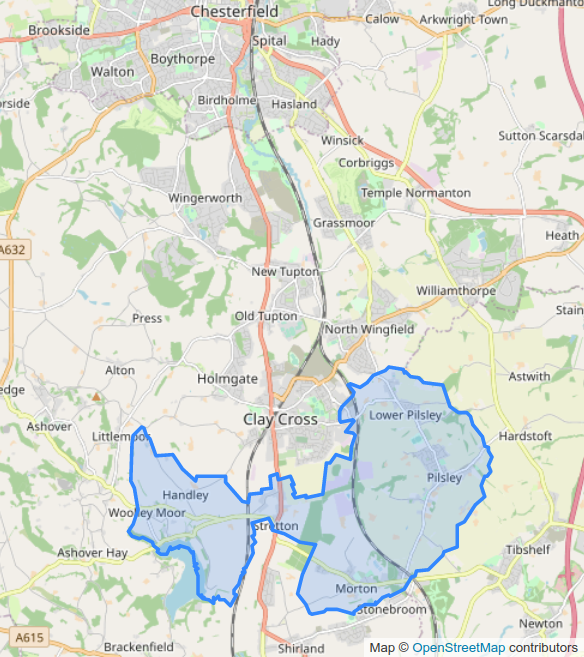 Long Duckmanto
Chesterfield
Calow
Arkwright Town
Brookside
Spital
Hady
Boythorpe
Walton
Birdholme
Hasland
orside
Winsick
Sutton Scarsdal
Corbriggs
Temple Normanton
Wingerworth
Grassmoor
Heath
A632
New Tupton
Williamthorpe
Press
Old Tupton
Stain
North Wingfield
Alton
Holmgate
Astwith
edge
Lower Pilsley
Clay Cross
Ashover
Littlemoor
Hardstoft
Pilsley
Handley
Woolley Moor
Stretton
Ashover Hay
Tibshelf
Morton
Stonebroom
Newton
A615
Brackenfield
Shirland
Map © OpenStreetMap contributors